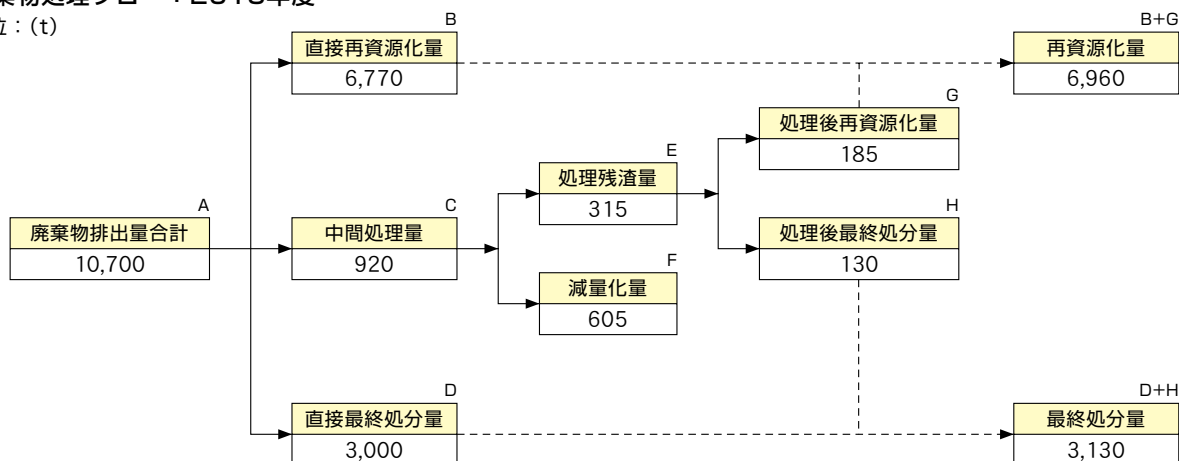 位：(t)
B
直接再資源化量
6,770
B+G
再資源化量
6,960
G
処理後再資源化量
185
E
処理残渣量
315
A
廃棄物排出量合計
10,700
C
中間処理量
920
H
処理後最終処分量
130
F
減量化量
605
D
直接最終処分量
3,000
D+H
最終処分量
3,130